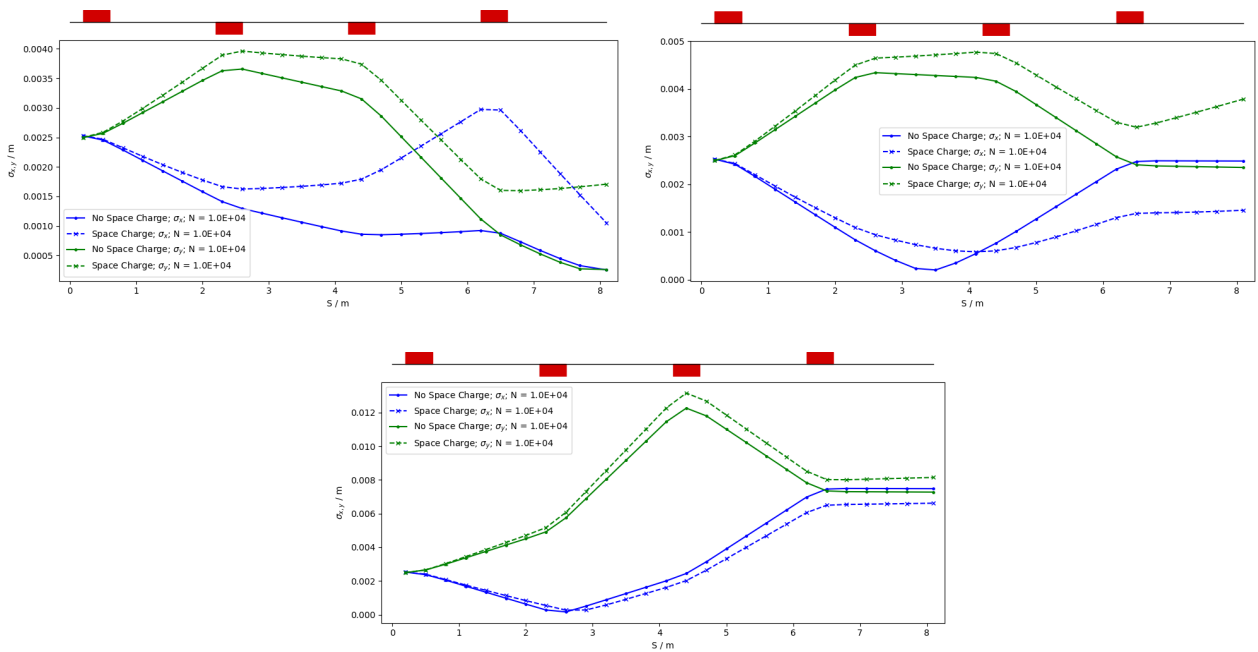 0.0040
0.0035
0.0030
0.0025
0.0020
0.0015
0.0010
0.0005
σx,y / m
No Space Charge; σx; N = 1.0E+04
Space Charge; σx; N = 1.0E+04
No Space Charge; σy; N = 1.0E+04
Space Charge; σy; N = 1.0E+04
0 1 2 3 4 5 6 7 8
S / m
0.005
0.004
0.003
0.002
0.001
0.000
σx,y / m
No Space Charge; σx; N = 1.0E+04
Space Charge; σx; N = 1.0E+04
No Space Charge; σy; N = 1.0E+04
Space Charge; σy; N = 1.0E+04
0 1 2 3 4 5 6 7 8
S / m
0.012
0.010
0.008
0.006
0.004
0.002
0.000
σx,y / m
No Space Charge; σx; N = 1.0E+04
Space Charge; σx; N = 1.0E+04
No Space Charge; σy; N = 1.0E+04
Space Charge; σy; N = 1.0E+04
0 1 2 3 4 5 6 7 8
S / m